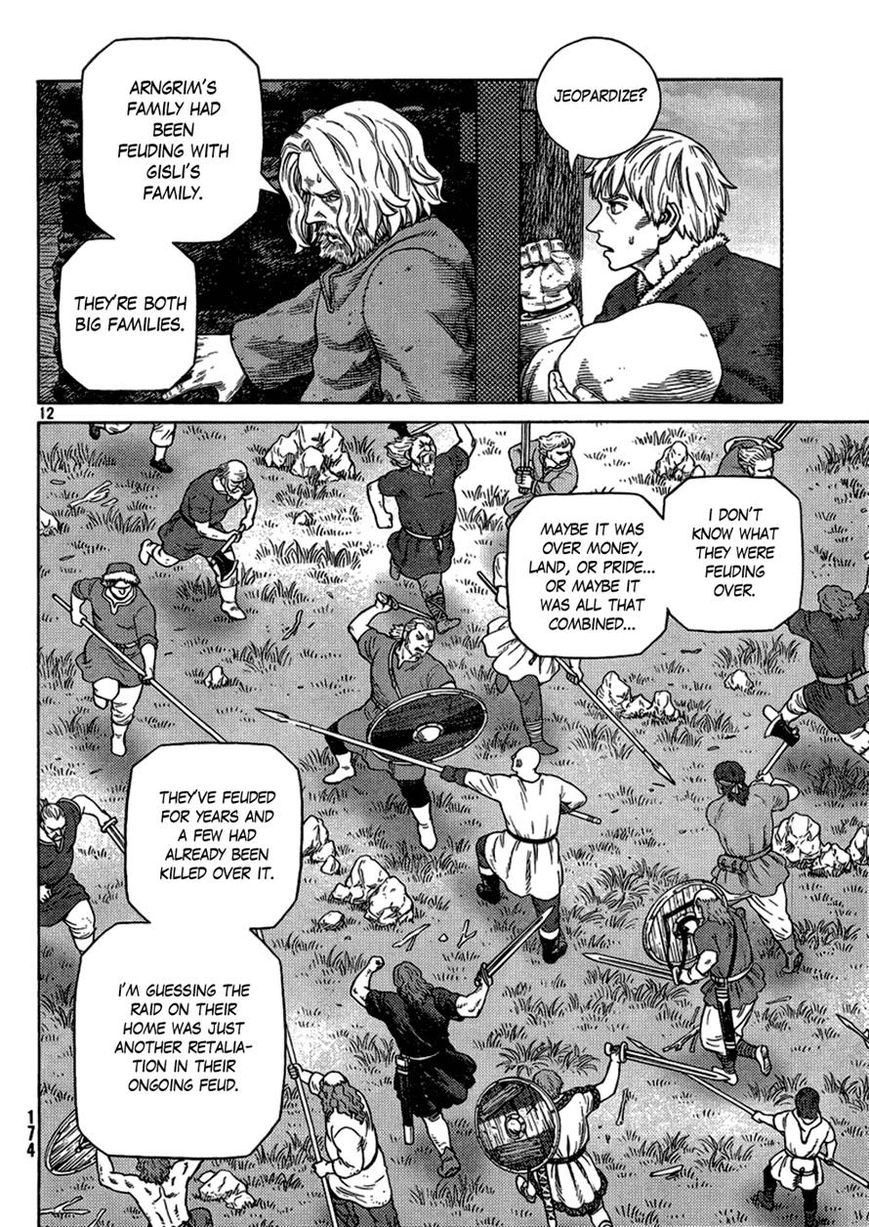 JEOPARDIZE?
ARNGRIM'S
FAMILY HAD
BEEN
FEUDING WITH
GISLI'S
FAMILY.
THEY'RE BOTH
BIG FAMILIES.
12
I DON'T
KNOW WHAT
THEY WERE
FEUDING
OVER.
MAYBE IT WAS
OVER MONEY,
LAND, OR PRIDE...
OR MAYBE IT
WAS ALL THAT
COMBINED...
THEY'VE FEUDED
FOR YEARS AND
A FEW HAD
ALREADY BEEN
KILLED OVER IT.
I'M GUESSING THE
RAID ON THEIR
HOME WAS JUST
ANOTHER RETALIA-
TION IN THEIR
ONGOING FEUD.
174